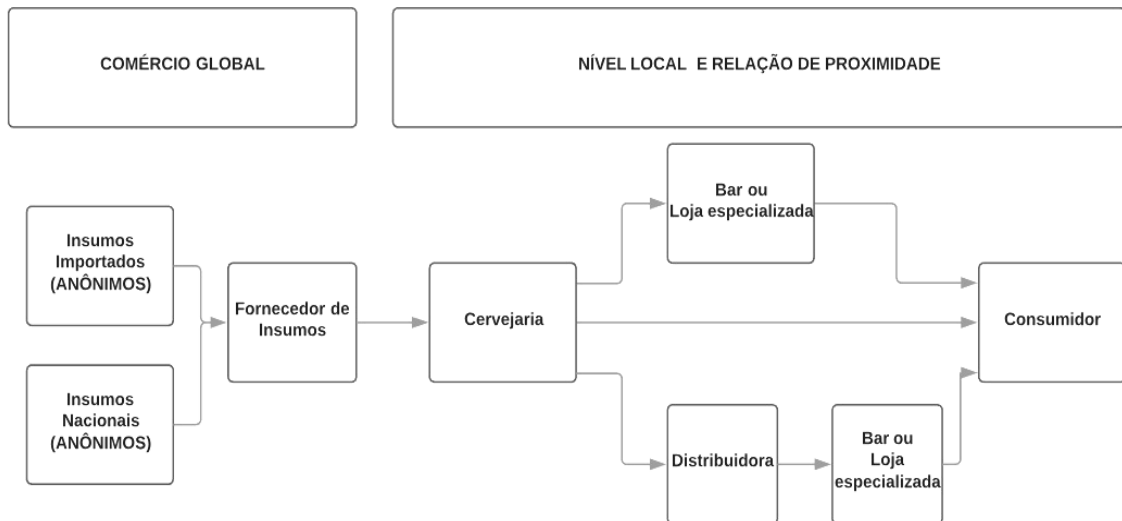 COMÉRCIO GLOBAL
NÍVEL LOCAL E RELAÇÃO DE PROXIMIDADE
Bar ou
Loja especializada
Insumos
Importados
(ANÔNIMOS)
Fornecedor de
Insumos
Cervejaria
Consumidor
Insumos
Nacionais
(ANÔNIMOS)
Distribuidora
Bar ou
Loja
especializada